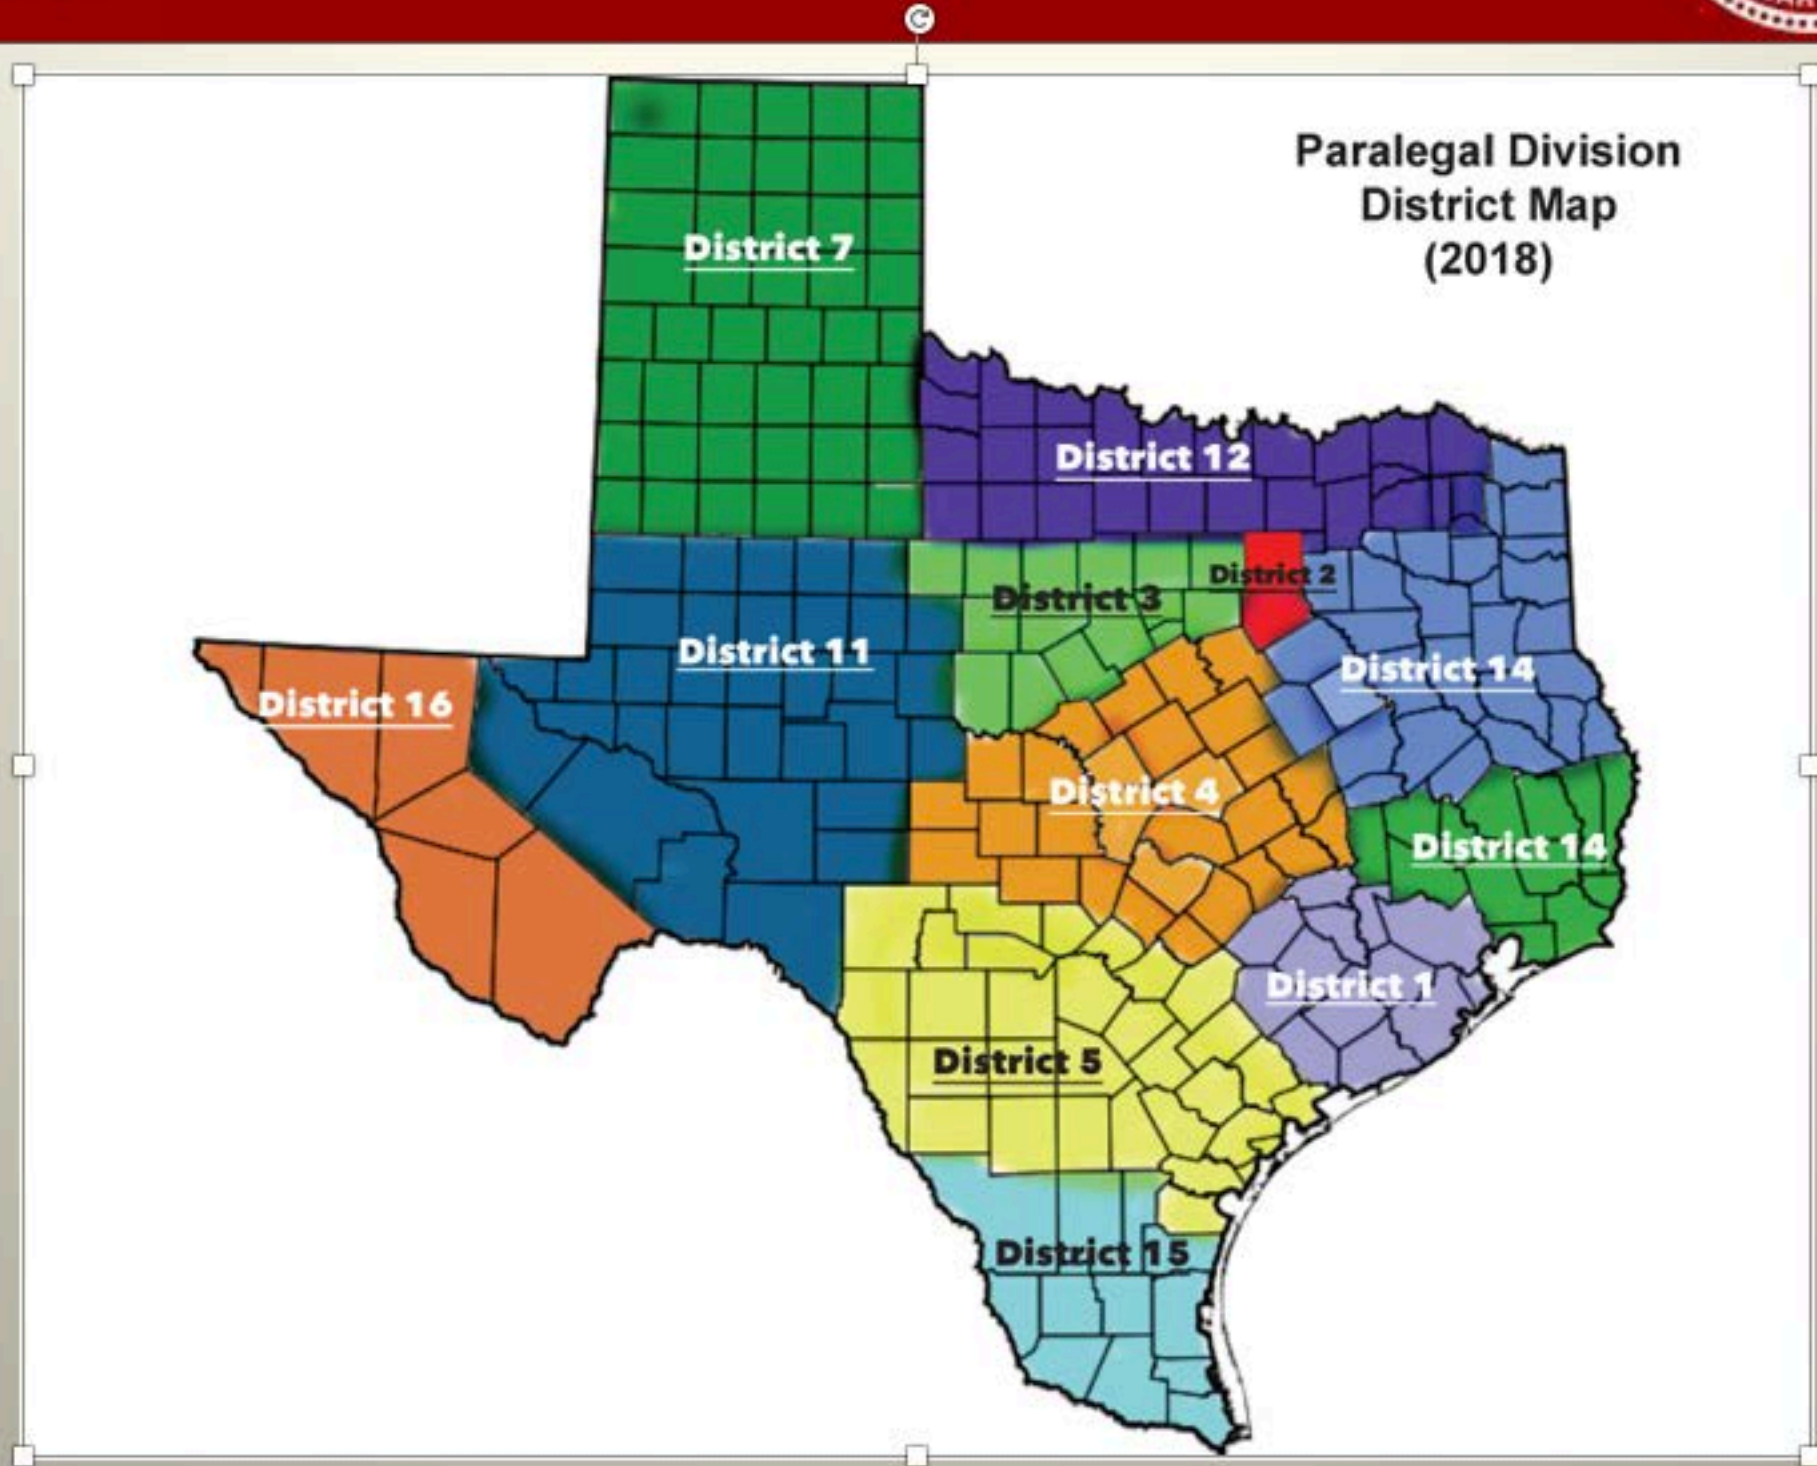 Paralegal Division
District Map
(2018)
District 7
District 12
District 2
District 3
District 11
District 14
District 16
District 4
District 14
District 1
District 5
District 15